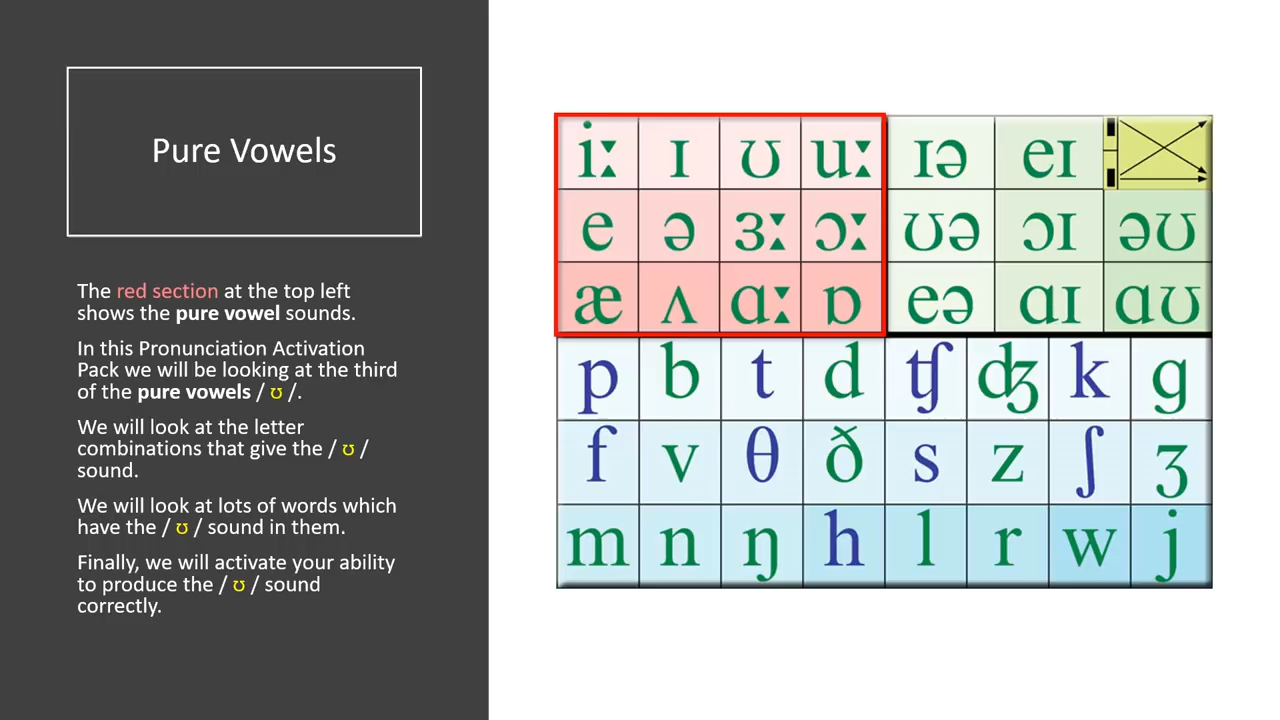 Pure Vowels
The red section at the top left
shows the pure vowel sounds.
In this Pronunciation Activation
Pack we will be looking at the third
of the pure vowels / ʊ /.
We will look at the letter
combinations that give the / ʊ /
sound.
We will look at lots of words which
have the / ʊ / sound in them.
Finally, we will activate your ability
to produce the / ʊ / sound
correctly.
iː ɪ ʊ uː ɪə eɪ
e ə ɜː ɔː ʊə ɔɪ əʊ
æ ʌ ɑː ɒ eə ɑɪ ɑʊ
p b t d ʧ ʤ k g
f v θ ð s z ʃ ʒ
m n ŋ h l r w j